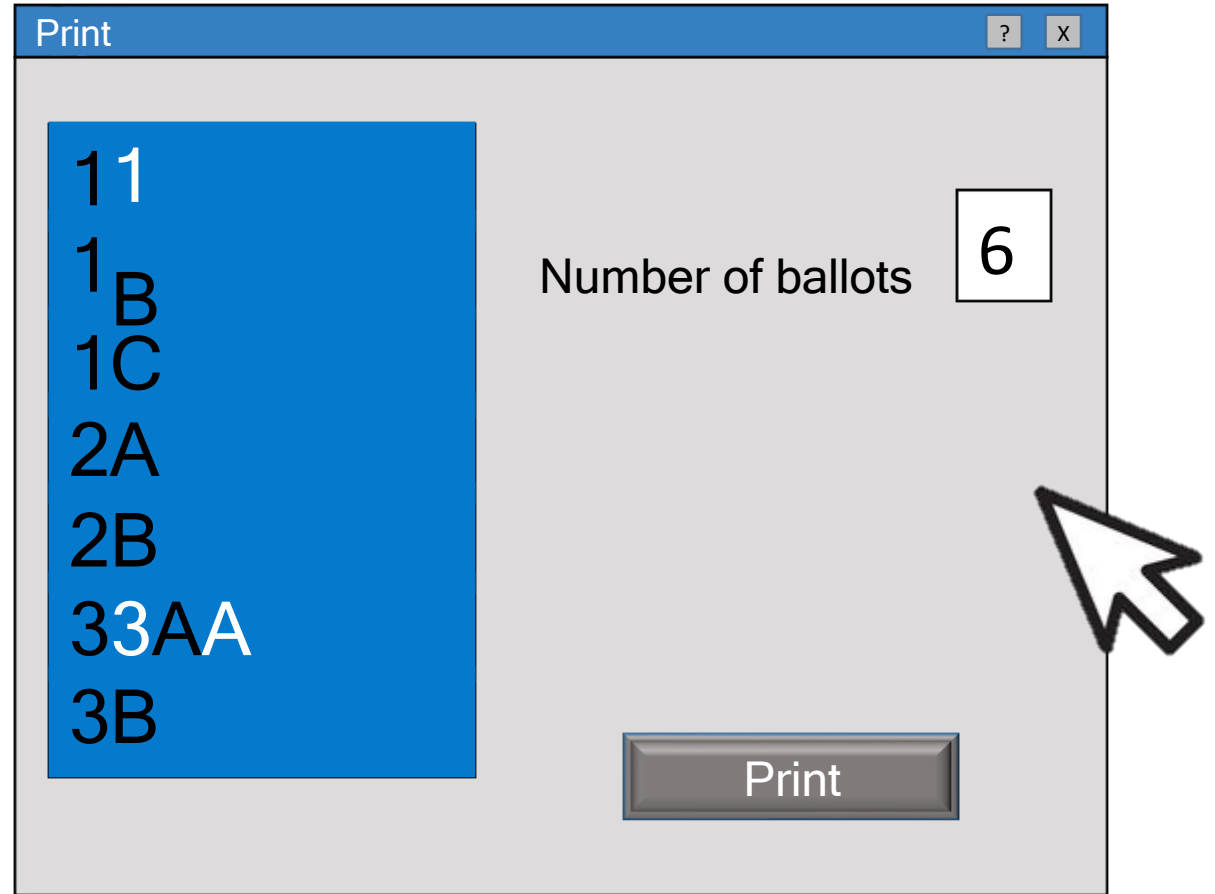 Print ? X
11
1B
1C
2A
2B
33AA
3B
Number of ballots 6
Print